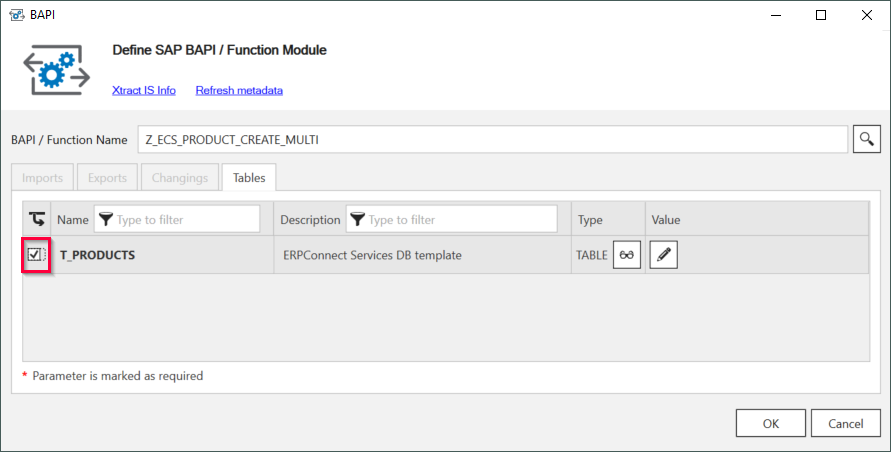 BAPI
Define SAP BAPI / Function Module
Xtract IS Info Refresh metadata
BAPI / Function Name Z_ECS_PRODUCT_CREATE_MULTI
Imports Exports Changings Tables
Name Type to filter Description Type to filter Type Value
T_PRODUCTS ERPConnect Services DB template TABLE
* Parameter is marked as required
OK Cancel